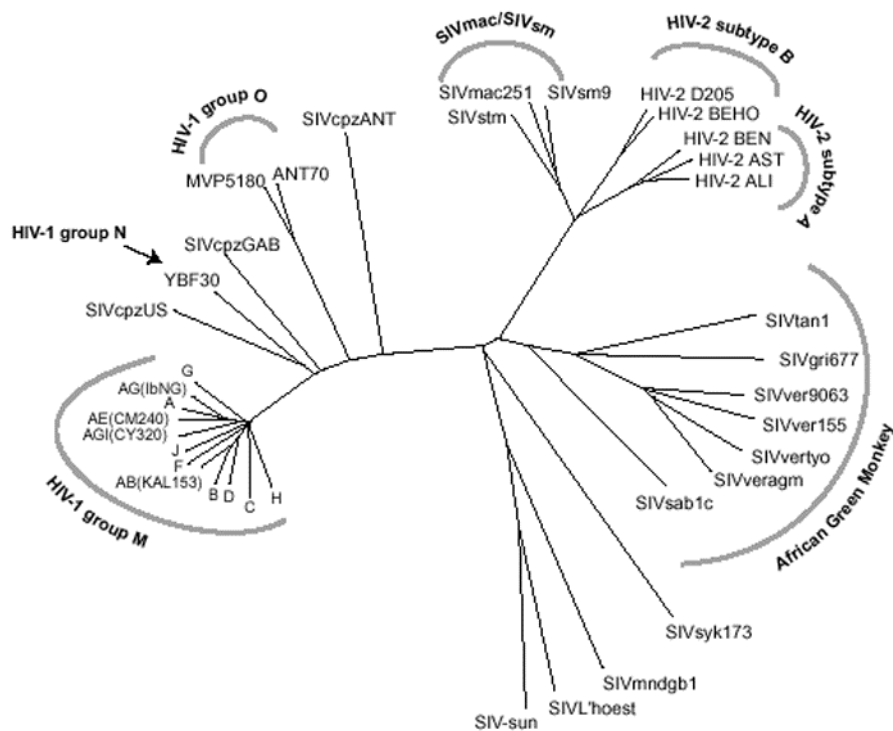 SIVmac/SIVsm
HIV-2 subtype B
HIV-1 group O
SIVcpzANT
SIVmac251
SIVsm9
SIVstm
HIV-2 D205
HIV-2 BEHO
HIV-2 BEN
HIV-2 AST
HIV-2 ALI
HIV-2 subtype A
MVP5180
ANT70
HIV-1 group N
SIVcpzGAB
YBF30
SIVcpzUS
G
AG(IbNG)
A
AE(CM240)
AGI(CY320)
J
F
AB(KAL153)
B
D
C
H
HIV-1 group M
SIVtan1
SIVgri677
SIVver9063
SIVver155
SIVvertyo
SIVveragm
SIVsab1c
African Green Monkey
SIVsyk173
SIVmndgb1
SIVL'hoest
SIV-sun